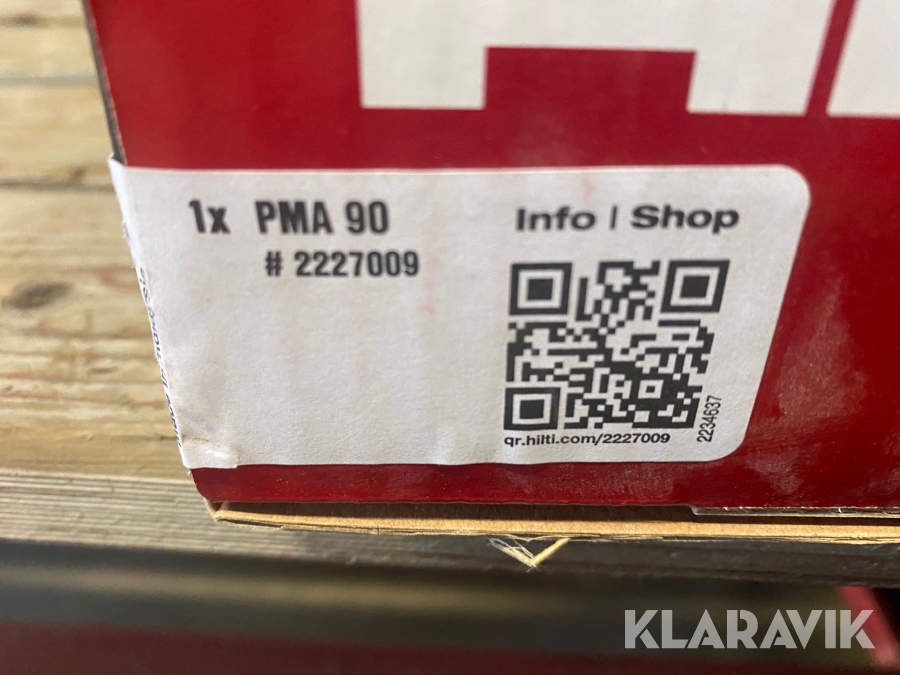 1x PMA 90
# 2227009
Info | Shop
qr.hilti.com/2227009
2234637
KLARAVIK